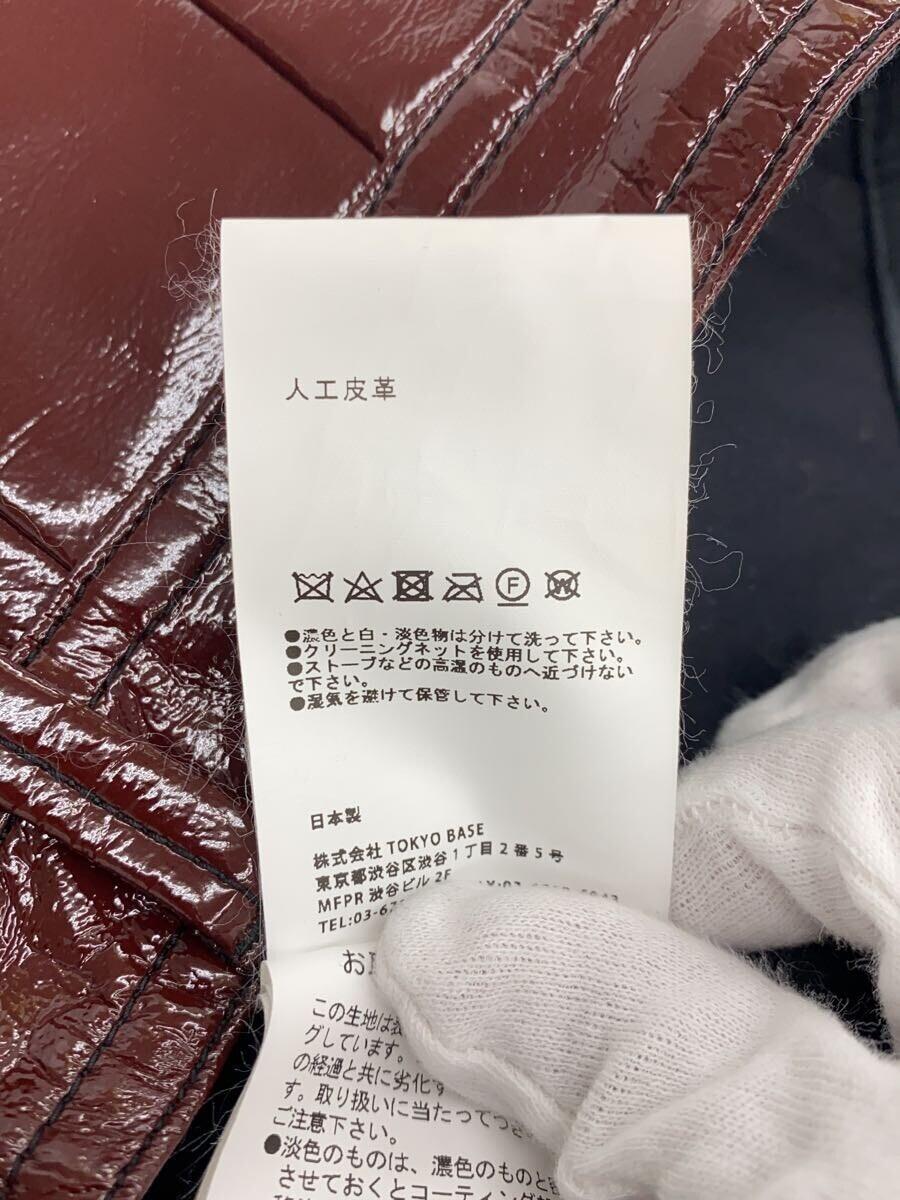 人工皮革
F
W
●濃色と白・淡色物は分けて洗って下さい。
●クリーニングネットを使用して下さい。
●ストーブなどの高温のものへ近づけない
で下さい。
●湿気を避けて保管して下さい。
日本製
株式会社 TOKYO BASE
東京都渋谷区渋谷1丁目2番5号
MFPR 渋谷ビル 2F
TEL:03-67
お
この生地は
グしています。
の経過と共に劣化す
す。取り扱いに当たって
ご注意下さい。
●淡色のものは、濃色のものと
させておくとコーティング